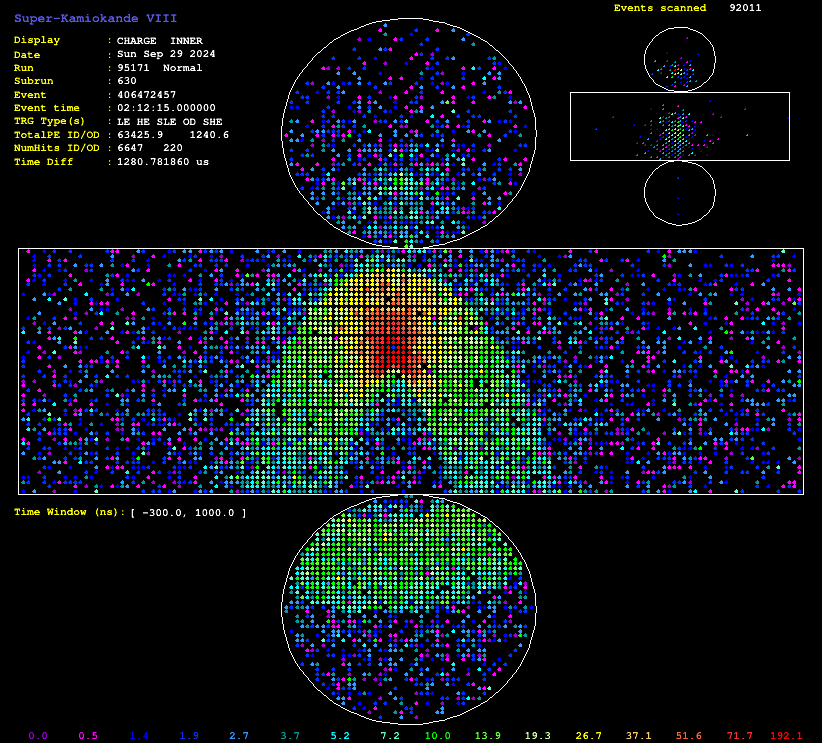 Super-Kamiokande VIII
Events scanned 92011
Display : CHARGE INNER
Date : Sun Sep 29 2024
Run : 95171 Normal
Subrun : 630
Event : 406472457
Event time : 02:12:15.000000
TRG Type(s) : LE HE SLE OD SHE
TotalPE ID/OD : 63425.9 1240.6
NumHits ID/OD : 6647 220
Time Diff : 1280.781860 us
Time Window (ns): [ -300.0, 1000.0 ]
0.0 0.5 1.4 1.9 2.7 3.7 5.2 7.2 10.0 13.9 19.3 26.7 37.1 51.6 71.7 192.1